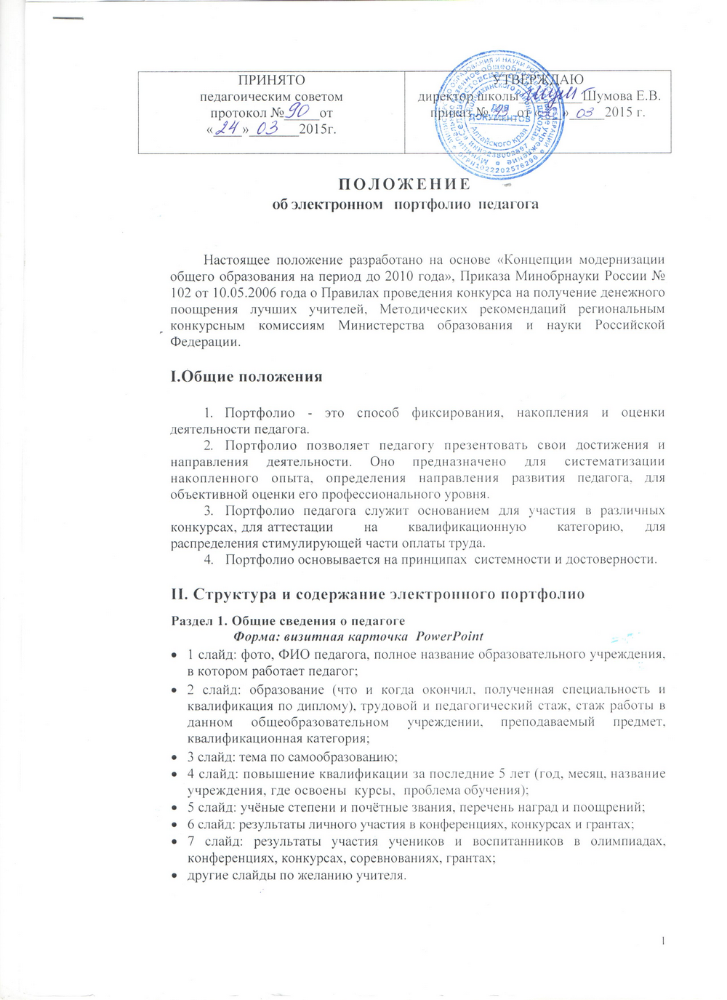 ПРИНЯТО
педагоическим советом
протокол № 90 от
« 24 » 03 2015г.
УТВЕРЖДАЮ
директор школы Шумова Е.В.
приказ № от « » 03 2015 г.
ДЛЯ
ДОКУМЕНТОВ
Алтайского края
ОГРН1022202576296
ПОЛОЖЕНИЕ
об электронном портфолио педагога
Настоящее положение разработано на основе «Концепции модернизации
общего образования на период до 2010 года», Приказа Минобрнауки России №
102 от 10.05.2006 года о Правилах проведения конкурса на получение денежного
поощрения лучших учителей, Методических рекомендаций региональным
конкурсным комиссиям Министерства образования и науки Российской
Федерации.
I.Общие положения
1. Портфолио - это способ фиксирования, накопления и оценки
деятельности педагога.
2. Портфолио позволяет педагогу презентовать свои достижения и
направления деятельности. Оно предназначено для систематизации
накопленного опыта, определения направления развития педагога, для
объективной оценки его профессионального уровня.
3. Портфолио педагога служит основанием для участия в различных
конкурсах, для аттестации на квалификационную категорию, для
распределения стимулирующей части оплаты труда.
4. Портфолио основывается на принципах системности и достоверности.
II. Структура и содержание электронного портфолио
Раздел 1. Общие сведения о педагоге
Форма: визитная карточка PowerPoint
• 1 слайд: фото, ФИО педагога, полное название образовательного учреждения,
в котором работает педагог;
• 2 слайд: образование (что и когда окончил, полученная специальность и
квалификация по диплому), трудовой и педагогический стаж, стаж работы в
данном общеобразовательном учреждении, преподаваемый предмет,
квалификационная категория;
• 3 слайд: тема по самообразованию;
• 4 слайд: повышение квалификации за последние 5 лет (год, месяц, название
учреждения, где освоены курсы, проблема обучения);
• 5 слайд: учёные степени и почётные звания, перечень наград и поощрений;
• 6 слайд: результаты личного участия в конференциях, конкурсах и грантах;
• 7 слайд: результаты участия учеников и воспитанников в олимпиадах,
конференциях, конкурсах, соревнованиях, грантах;
• другие слайды по желанию учителя.
1